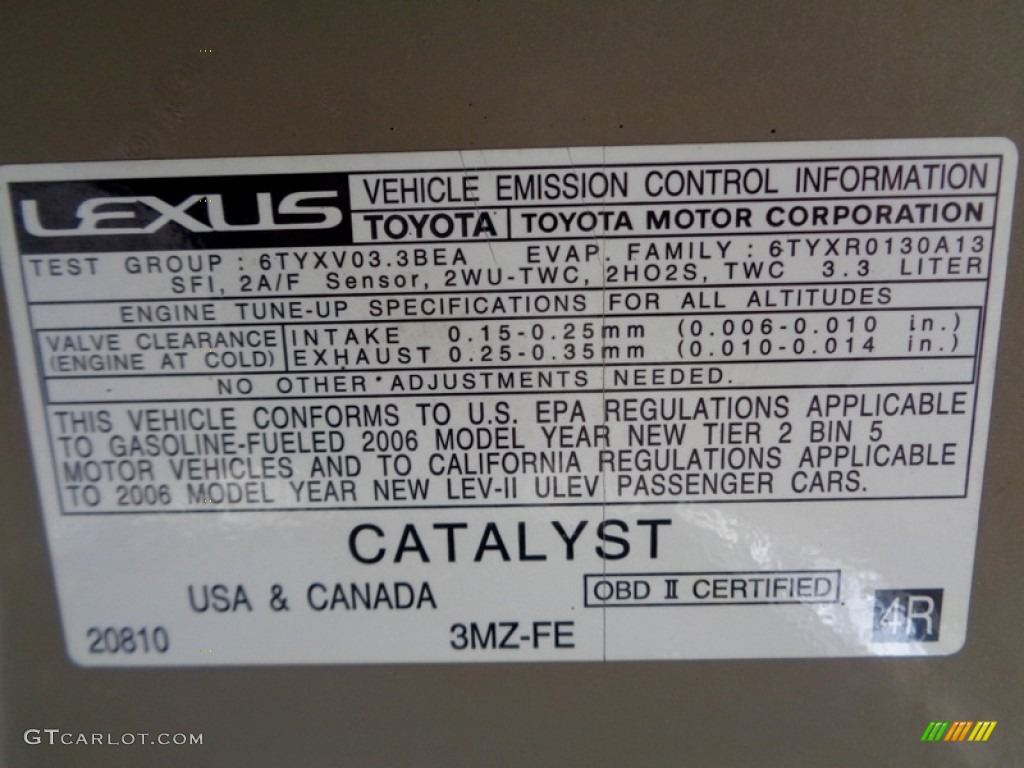 LEXUS
VEHICLE EMISSION CONTROL INFORMATION
TOYOTA TOYOTA MOTOR CORPORATION
TEST GROUP : 6TYXV03.3BEA EVAP. FAMILY : 6TYXR0130A13
SFI, 2A/F Sensor, 2WU-TWC, 2HO2S, TWC 3.3 LITER
ENGINE TUNE-UP SPECIFICATIONS FOR ALL ALTITUDES
VALVE CLEARANCE INTAKE 0.15-0.25mm (0.006-0.010 in.)
(ENGINE AT COLD) EXHAUST 0.25-0.35mm (0.010-0.014 in.)
NO OTHER ADJUSTMENTS NEEDED.
THIS VEHICLE CONFORMS TO U.S. EPA REGULATIONS APPLICABLE
TO GASOLINE-FUELED 2006 MODEL YEAR NEW TIER 2 BIN 5
MOTOR VEHICLES AND TO CALIFORNIA REGULATIONS APPLICABLE
TO 2006 MODEL YEAR NEW LEV-II ULEV PASSENGER CARS.
CATALYST
USA & CANADA OBD II CERTIFIED
20810 3MZ-FE 4R
GTCARLOT.COM